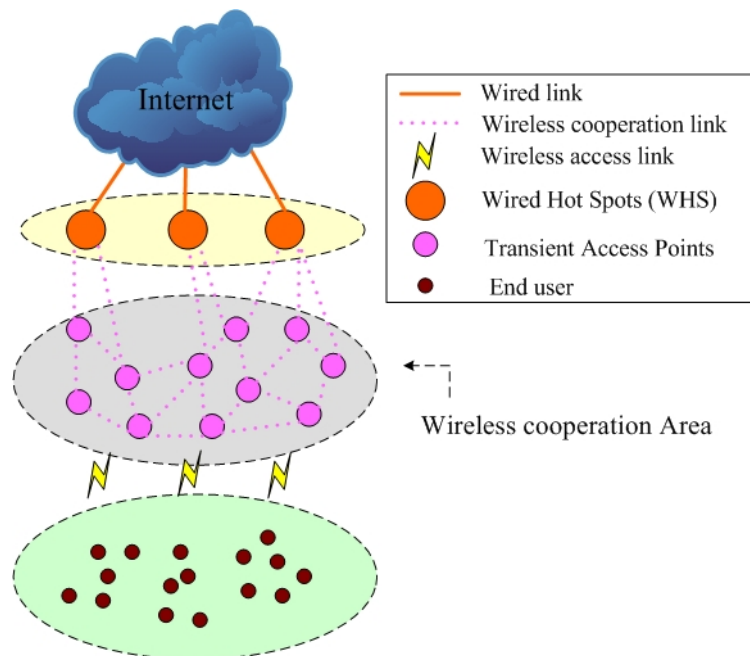 Internet
Wired link
Wireless cooperation link
Wireless access link
Wired Hot Spots (WHS)
Transient Access Points
End user
Wireless cooperation Area